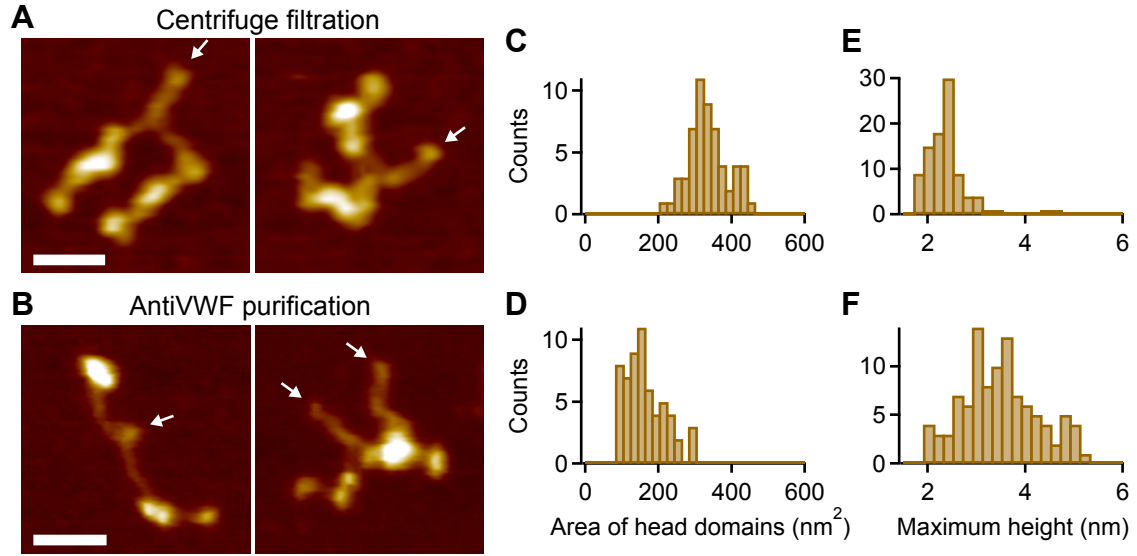 A
Centrifuge filtration
B
AntiVWF purification
C
Counts
10
5
0
0
200
400
600
D
Counts
10
5
0
0
200
400
600
Area of head domains (nm²)
E
30
20
10
0
2
4
6
F
10
5
0
2
4
6
Maximum height (nm)